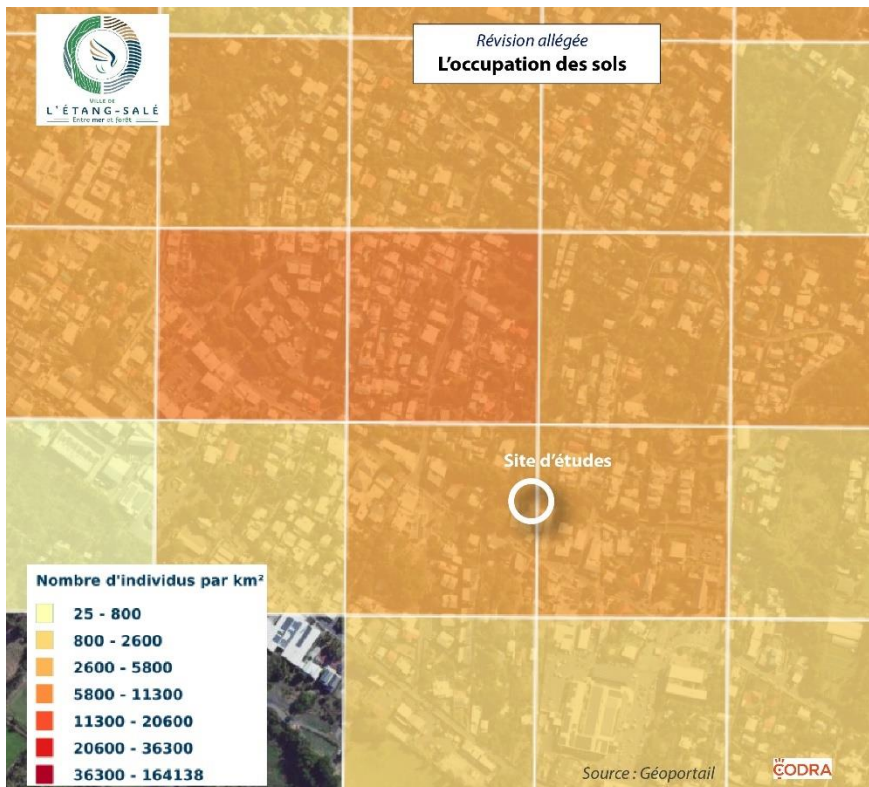 VILLE DE
L'ÉTANG-SALÉ
Entre mer et forêt
Révision allégée
L'occupation des sols
Site d'études
Nombre d'individus par km²
25 - 800
800 - 2600
2600 - 5800
5800 - 11300
11300 - 20600
20600 - 36300
36300 - 164138
Source : Géoportail
CODRA